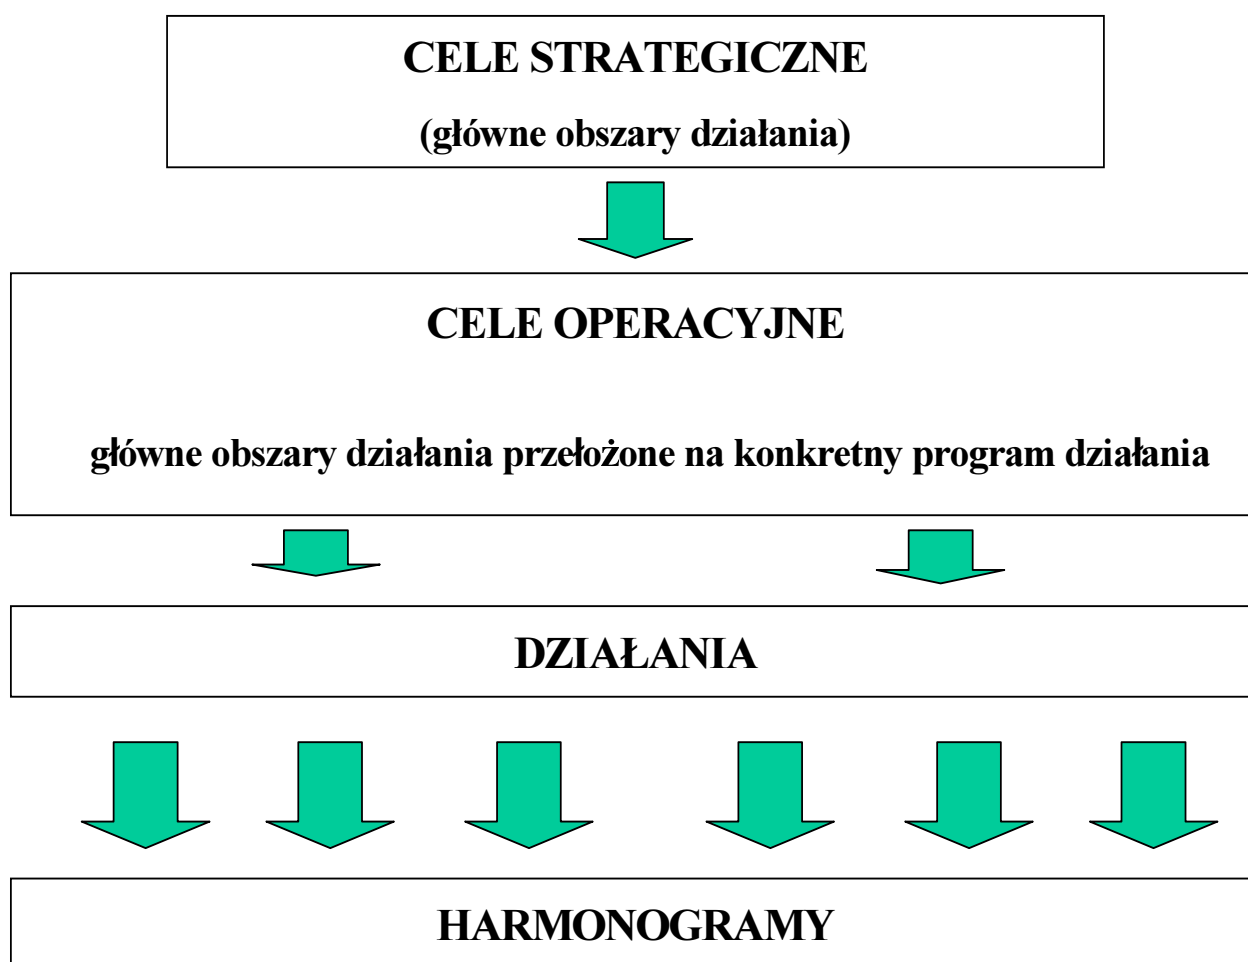 CELE STRATEGICZNE
(główne obszary działania)
CELE OPERACYJNE
główne obszary działania przełożone na konkretny program działania
DZIAŁANIA
HARMONOGRAMY